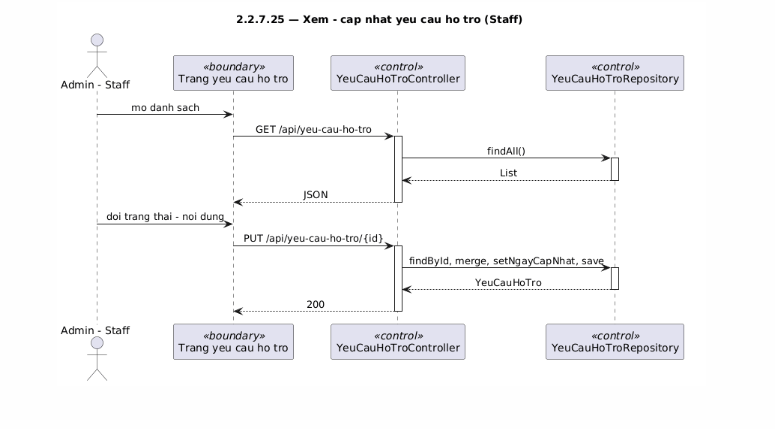 2.2.7.25 — Xem - cap nhat yeu cau ho tro (Staff)
Admin - Staff
«boundary»
Trang yeu cau ho tro
«control»
YeuCauHoTroController
«control»
YeuCauHoTroRepository
mo danh sach
GET /api/yeu-cau-ho-tro
findAll()
List
JSON
doi trang thai - noi dung
PUT /api/yeu-cau-ho-tro/{id}
findById, merge, setNgayCapNhat, save
YeuCauHoTro
200
Admin - Staff
«boundary»
Trang yeu cau ho tro
«control»
YeuCauHoTroController
«control»
YeuCauHoTroRepository